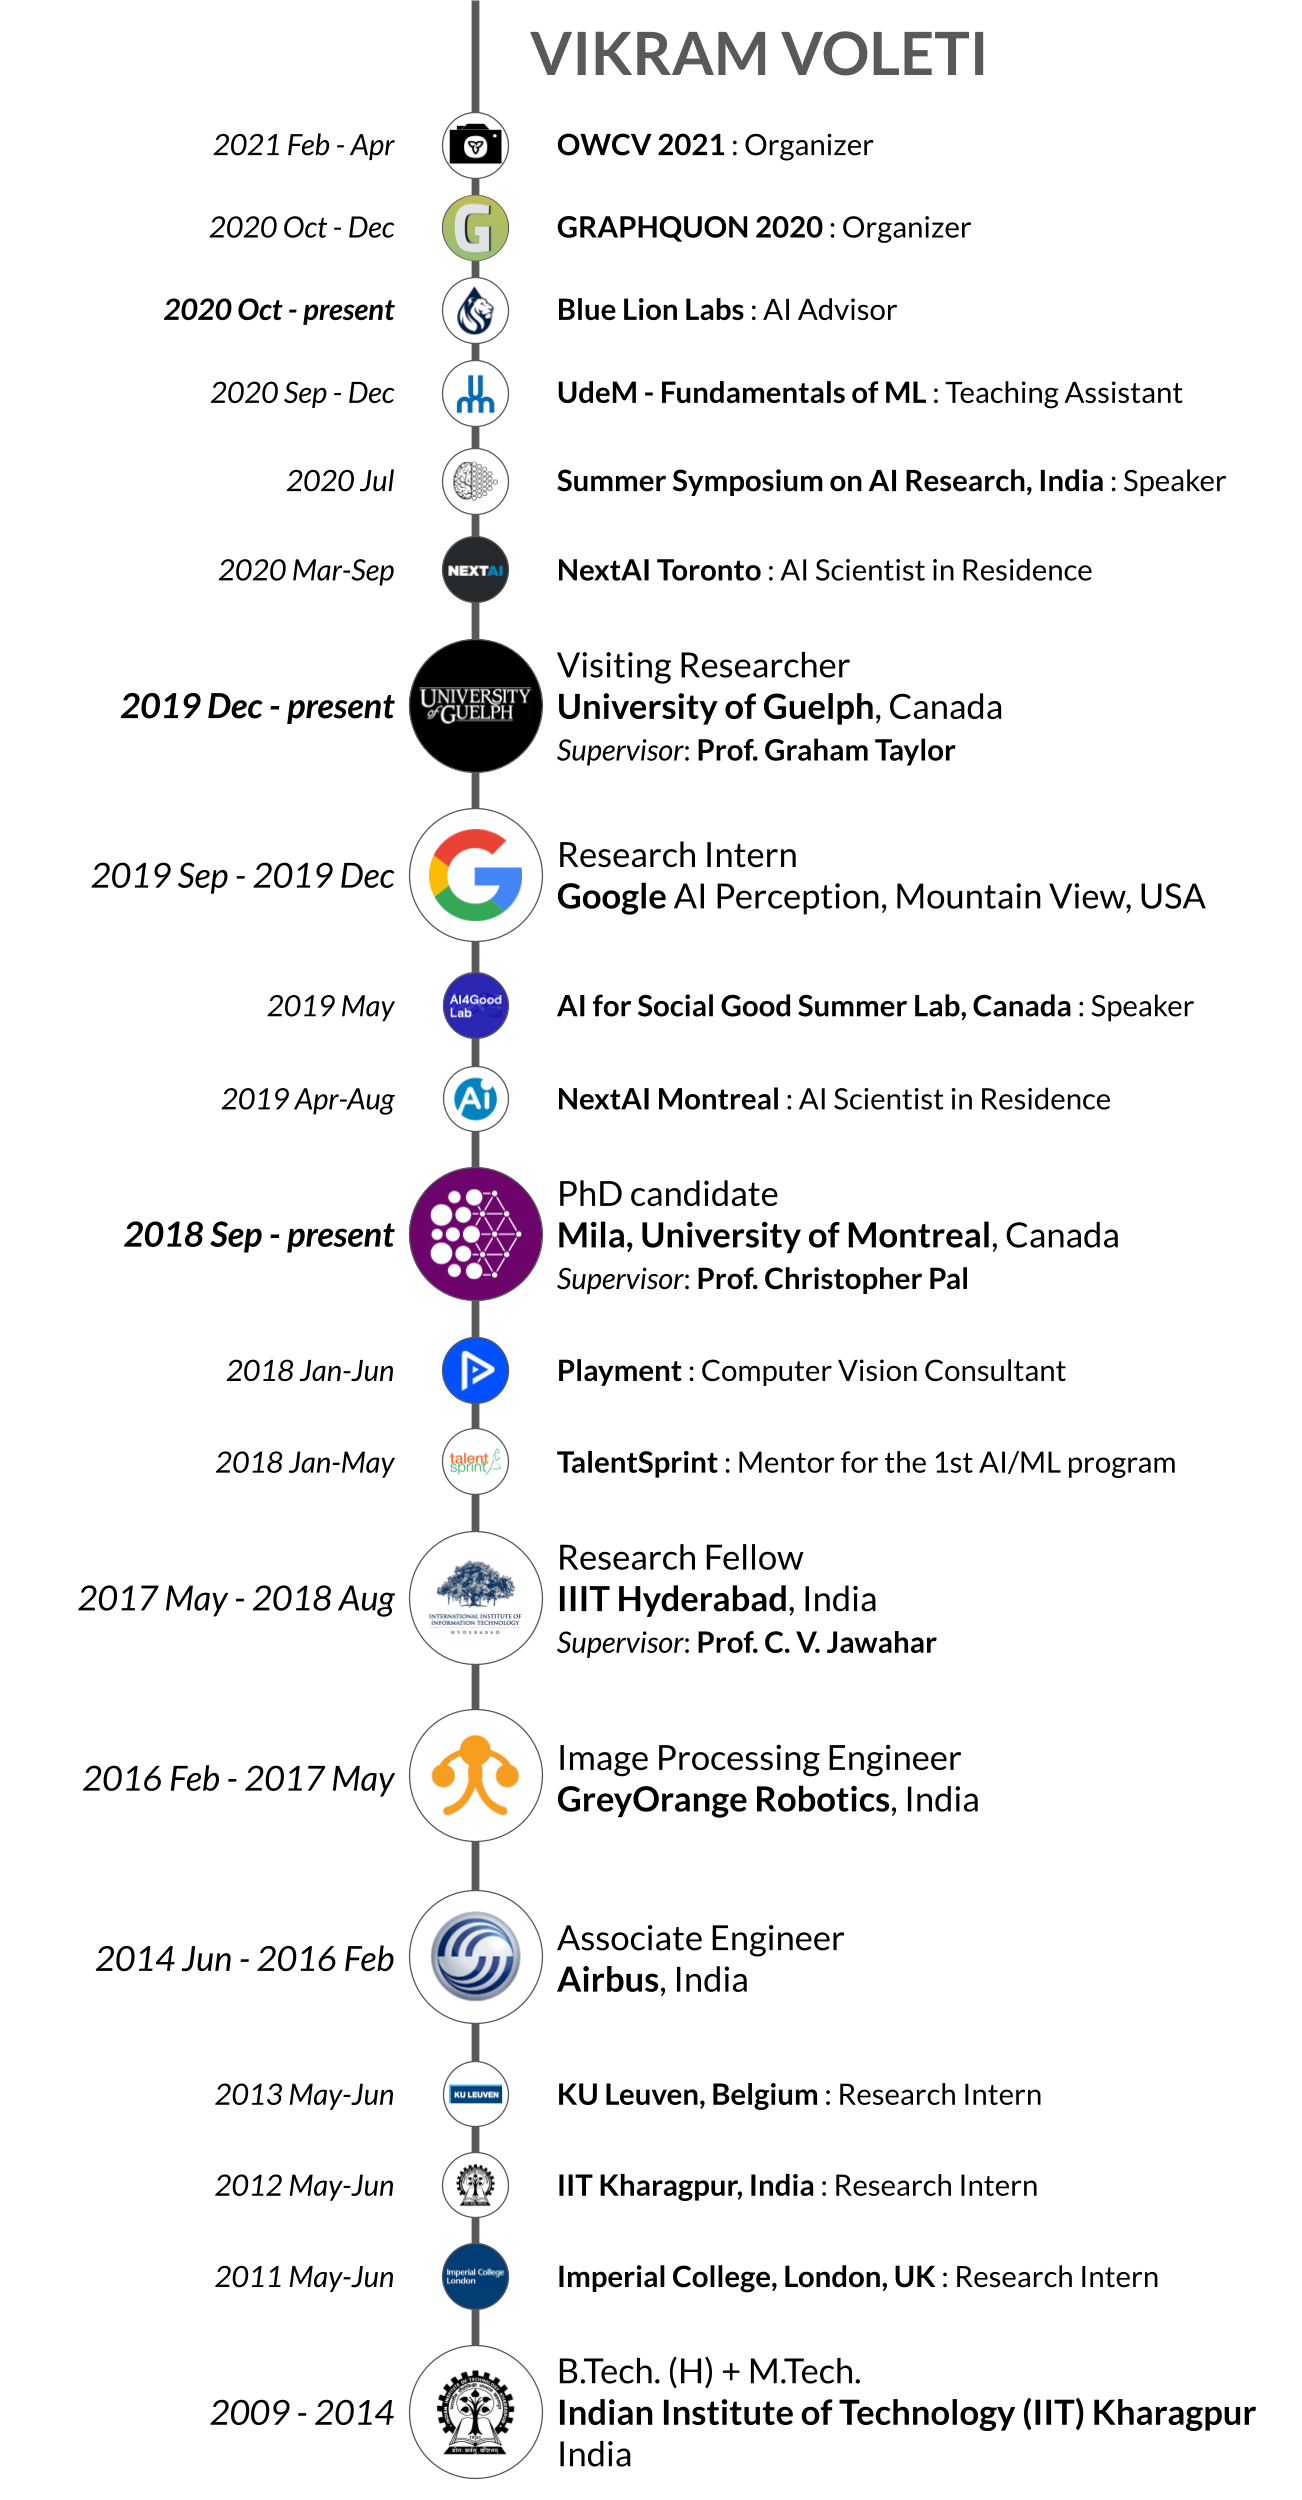 VIKRAM VOLETI
2021 Feb - Apr
OWCV 2021 : Organizer
2020 Oct - Dec
G
GRAPHQUON 2020 : Organizer
2020 Oct - present
Blue Lion Labs : AI Advisor
2020 Sep - Dec
UdeM - Fundamentals of ML : Teaching Assistant
2020 Jul
Summer Symposium on AI Research, India : Speaker
2020 Mar-Sep
NEXTAI
NextAI Toronto : AI Scientist in Residence
2019 Dec - present
UNIVERSITY
of GUELPH
Visiting Researcher
University of Guelph, Canada
Supervisor: Prof. Graham Taylor
2019 Sep - 2019 Dec
G
Research Intern
Google AI Perception, Mountain View, USA
2019 May
AI4Good
Lab
AI for Social Good Summer Lab, Canada : Speaker
2019 Apr-Aug
Ai
NextAI Montreal : AI Scientist in Residence
2018 Sep - present
PhD candidate
Mila, University of Montreal, Canada
Supervisor: Prof. Christopher Pal
2018 Jan-Jun
Playment : Computer Vision Consultant
2018 Jan-May
talent
sprint
TalentSprint : Mentor for the 1st AI/ML program
2017 May - 2018 Aug
INTERNATIONAL INSTITUTE OF
INFORMATION TECHNOLOGY
HYDERABAD
Research Fellow
IIIT Hyderabad, India
Supervisor: Prof. C. V. Jawahar
2016 Feb - 2017 May
Image Processing Engineer
GreyOrange Robotics, India
2014 Jun - 2016 Feb
Associate Engineer
Airbus, India
2013 May-Jun
KU LEUVEN
KU Leuven, Belgium : Research Intern
2012 May-Jun
IIT Kharagpur, India : Research Intern
2011 May-Jun
Imperial College
London
Imperial College, London, UK : Research Intern
2009 - 2014
B.Tech. (H) + M.Tech.
Indian Institute of Technology (IIT) Kharagpur
India